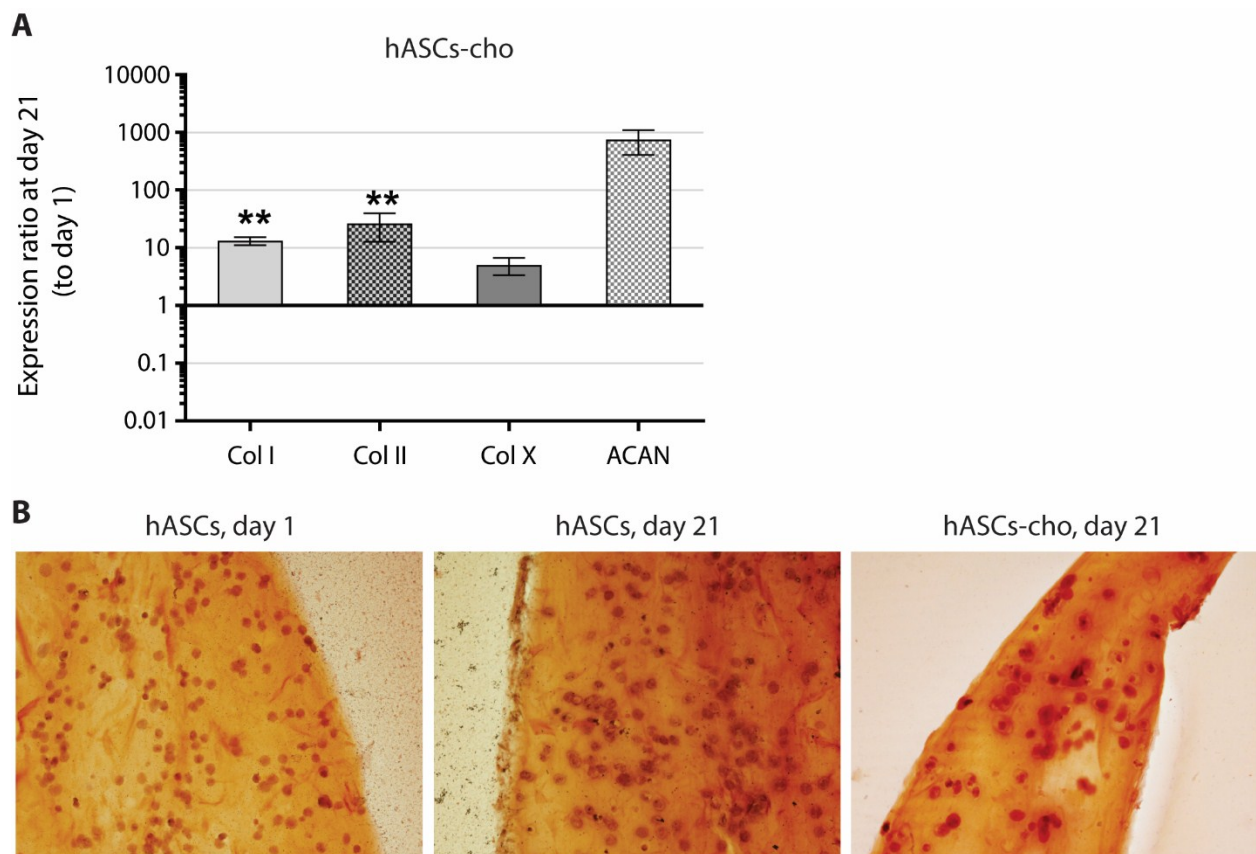 A
hASCs-cho
Expression ratio at day 21
(to day 1)
10000
1000
100
10
1
0.1
0.01
**
**
Col I
Col II
Col X
ACAN
B
hASCs, day 1
hASCs, day 21
hASCs-cho, day 21